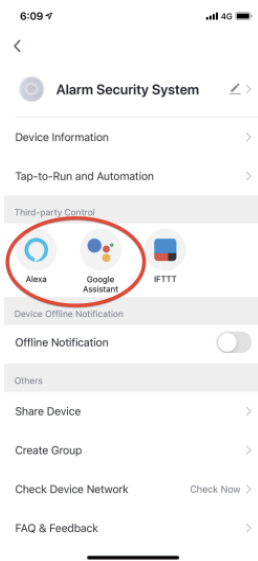 6:09
4G
Alarm Security System
Device Information
Tap-to-Run and Automation
Third-party Control
Alexa
Google
Assistant
IFTTT
Device Offline Notification
Offline Notification
Others
Share Device
Create Group
Check Device Network
Check Now
FAQ & Feedback